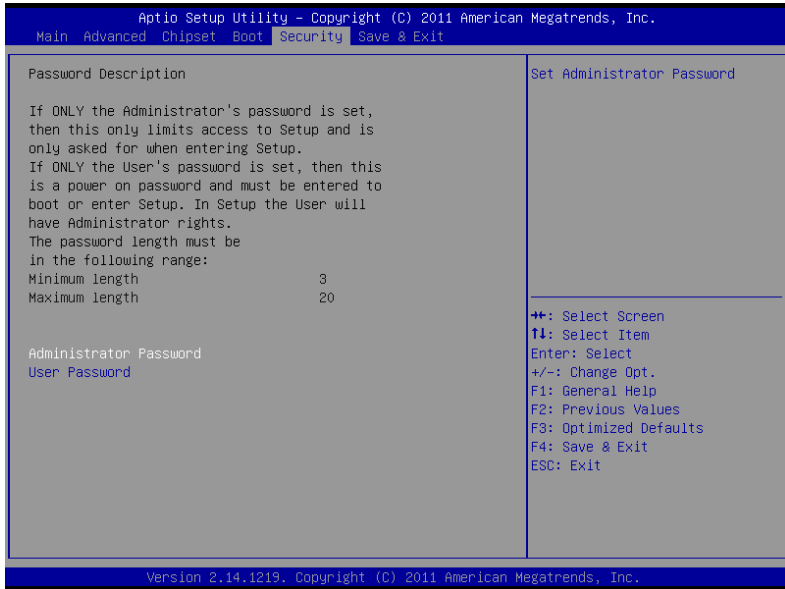 Aptio Setup Utility – Copyright (C) 2011 American Megatrends, Inc.
Main Advanced Chipset Boot Security Save & Exit
Password Description
If ONLY the Administrator's password is set,
then this only limits access to Setup and is
only asked for when entering Setup.
If ONLY the User's password is set, then this
is a power on password and must be entered to
boot or enter Setup. In Setup the User will
have Administrator rights.
The password length must be
in the following range:
Minimum length 3
Maximum length 20
Administrator Password
User Password
Set Administrator Password
→←: Select Screen
↑↓: Select Item
Enter: Select
+/-: Change Opt.
F1: General Help
F2: Previous Values
F3: Optimized Defaults
F4: Save & Exit
ESC: Exit
Version 2.14.1219. Copyright (C) 2011 American Megatrends, Inc.